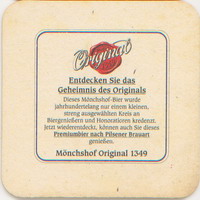 Original
Entdecken Sie das
Geheimnis des Originals
Dieses Mönchshof-Bier wurde
jahrhundertelang nur einem kleinen,
streng ausgewählten Kreis an
Biergenießern und Honoratioren kredenzt.
Jetzt wiederentdeckt, können auch Sie dieses
Premiumbier nach Pilsener Brauart
genießen.
Mönchshof Original 1349